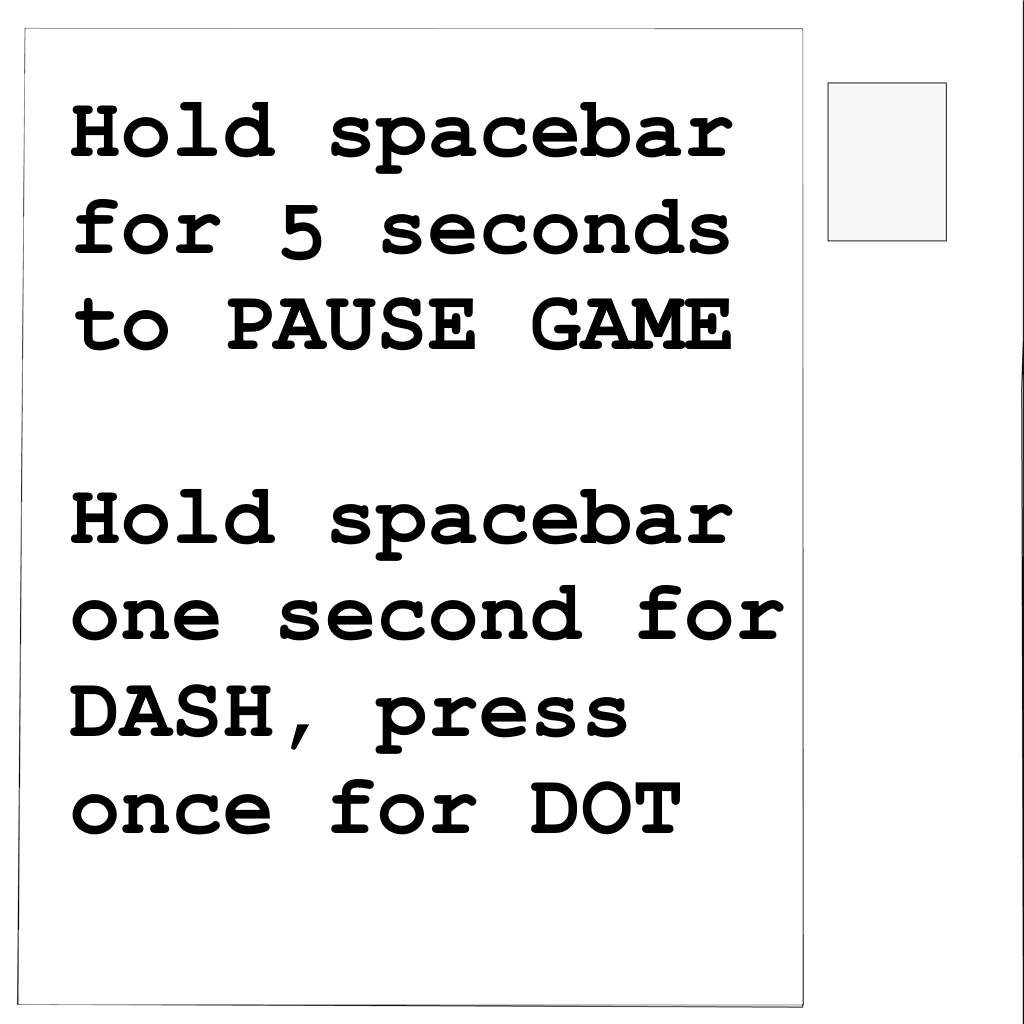 Hold spacebar
for 5 seconds
to PAUSE GAME
Hold spacebar
one second for
DASH, press
once for DOT